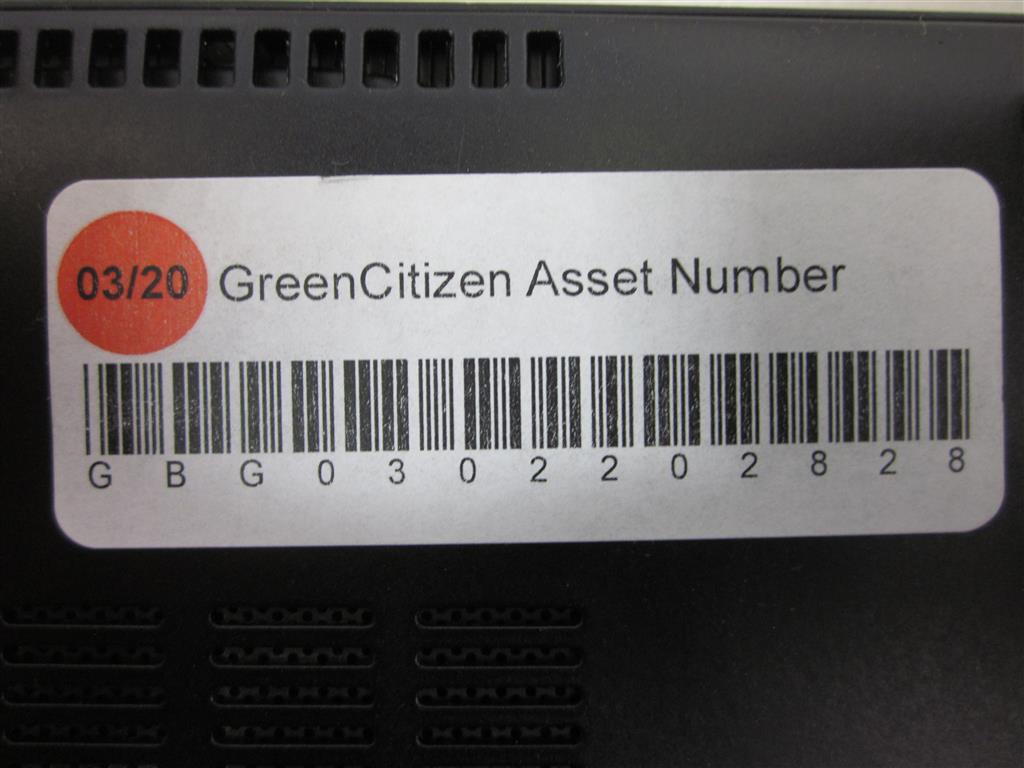 03/20 GreenCitizen Asset Number
G B G 0 3 0 2 2 0 2 8 2 8